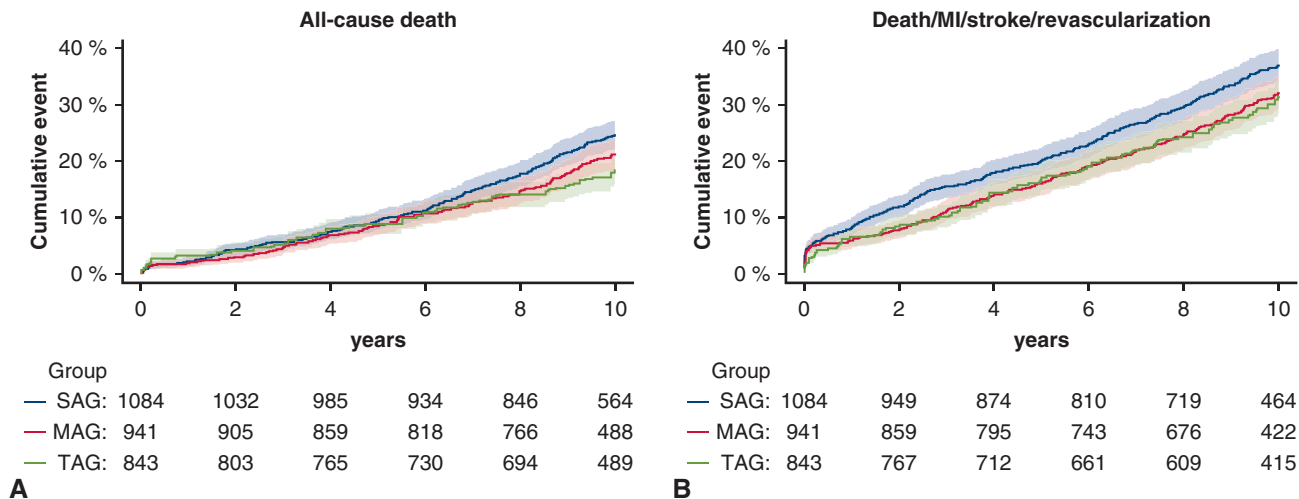 All-cause death
40 %
30 %
20 %
10 %
0 %
Cumulative event
0 2 4 6 8 10
years
Group
SAG: 1084 1032 985 934 846 564
MAG: 941 905 859 818 766 488
TAG: 843 803 765 730 694 489
A
Death/MI/stroke/revascularization
40 %
30 %
20 %
10 %
0 %
Cumulative event
0 2 4 6 8 10
years
Group
SAG: 1084 949 874 810 719 464
MAG: 941 859 795 743 676 422
TAG: 843 767 712 661 609 415
B